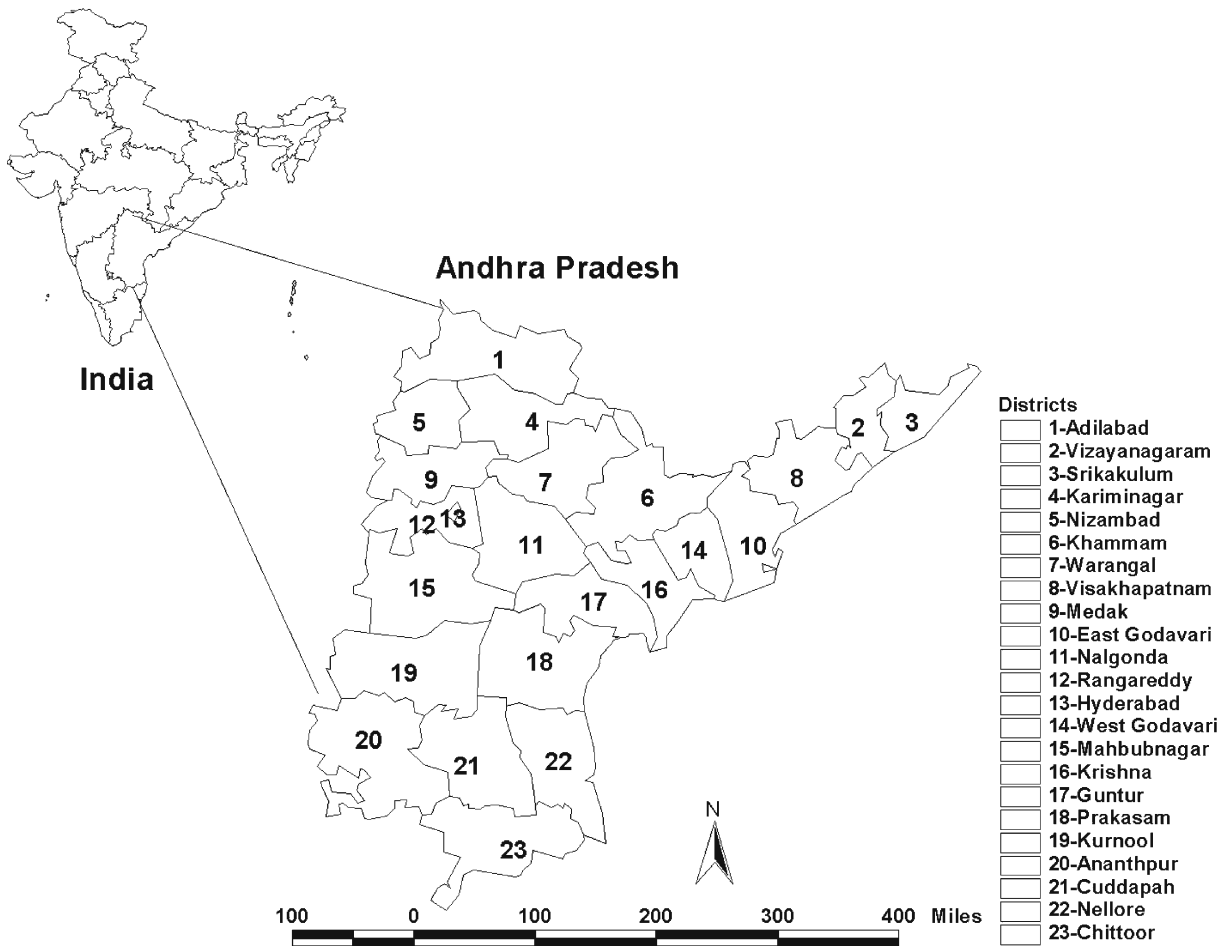 Andhra Pradesh
India
1
2
3
5
4
8
9
7
6
12
13
11
14
10
15
17
16
19
18
20
21
22
23
N
100 0 100 200 300 400 Miles
Districts
1-Adilabad
2-Vizayanagaram
3-Srikakulum
4-Kariminagar
5-Nizambad
6-Khammam
7-Warangal
8-Visakhapatnam
9-Medak
10-East Godavari
11-Nalgonda
12-Rangareddy
13-Hyderabad
14-West Godavari
15-Mahbubnagar
16-Krishna
17-Guntur
18-Prakasam
19-Kurnool
20-Ananthpur
21-Cuddapah
22-Nellore
23-Chittoor